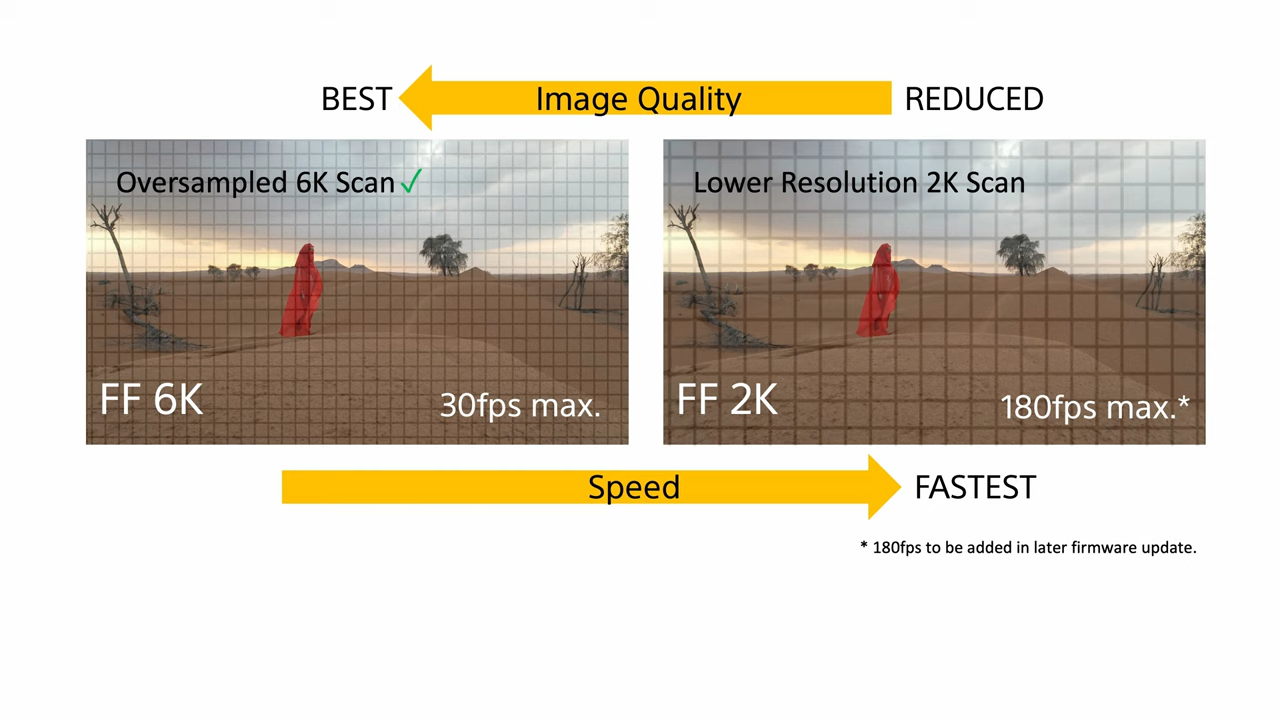 BEST Image Quality REDUCED
Oversampled 6K Scan ✓
Lower Resolution 2K Scan
FF 6K 30fps max.
FF 2K 180fps max.*
Speed FASTEST
* 180fps to be added in later firmware update.